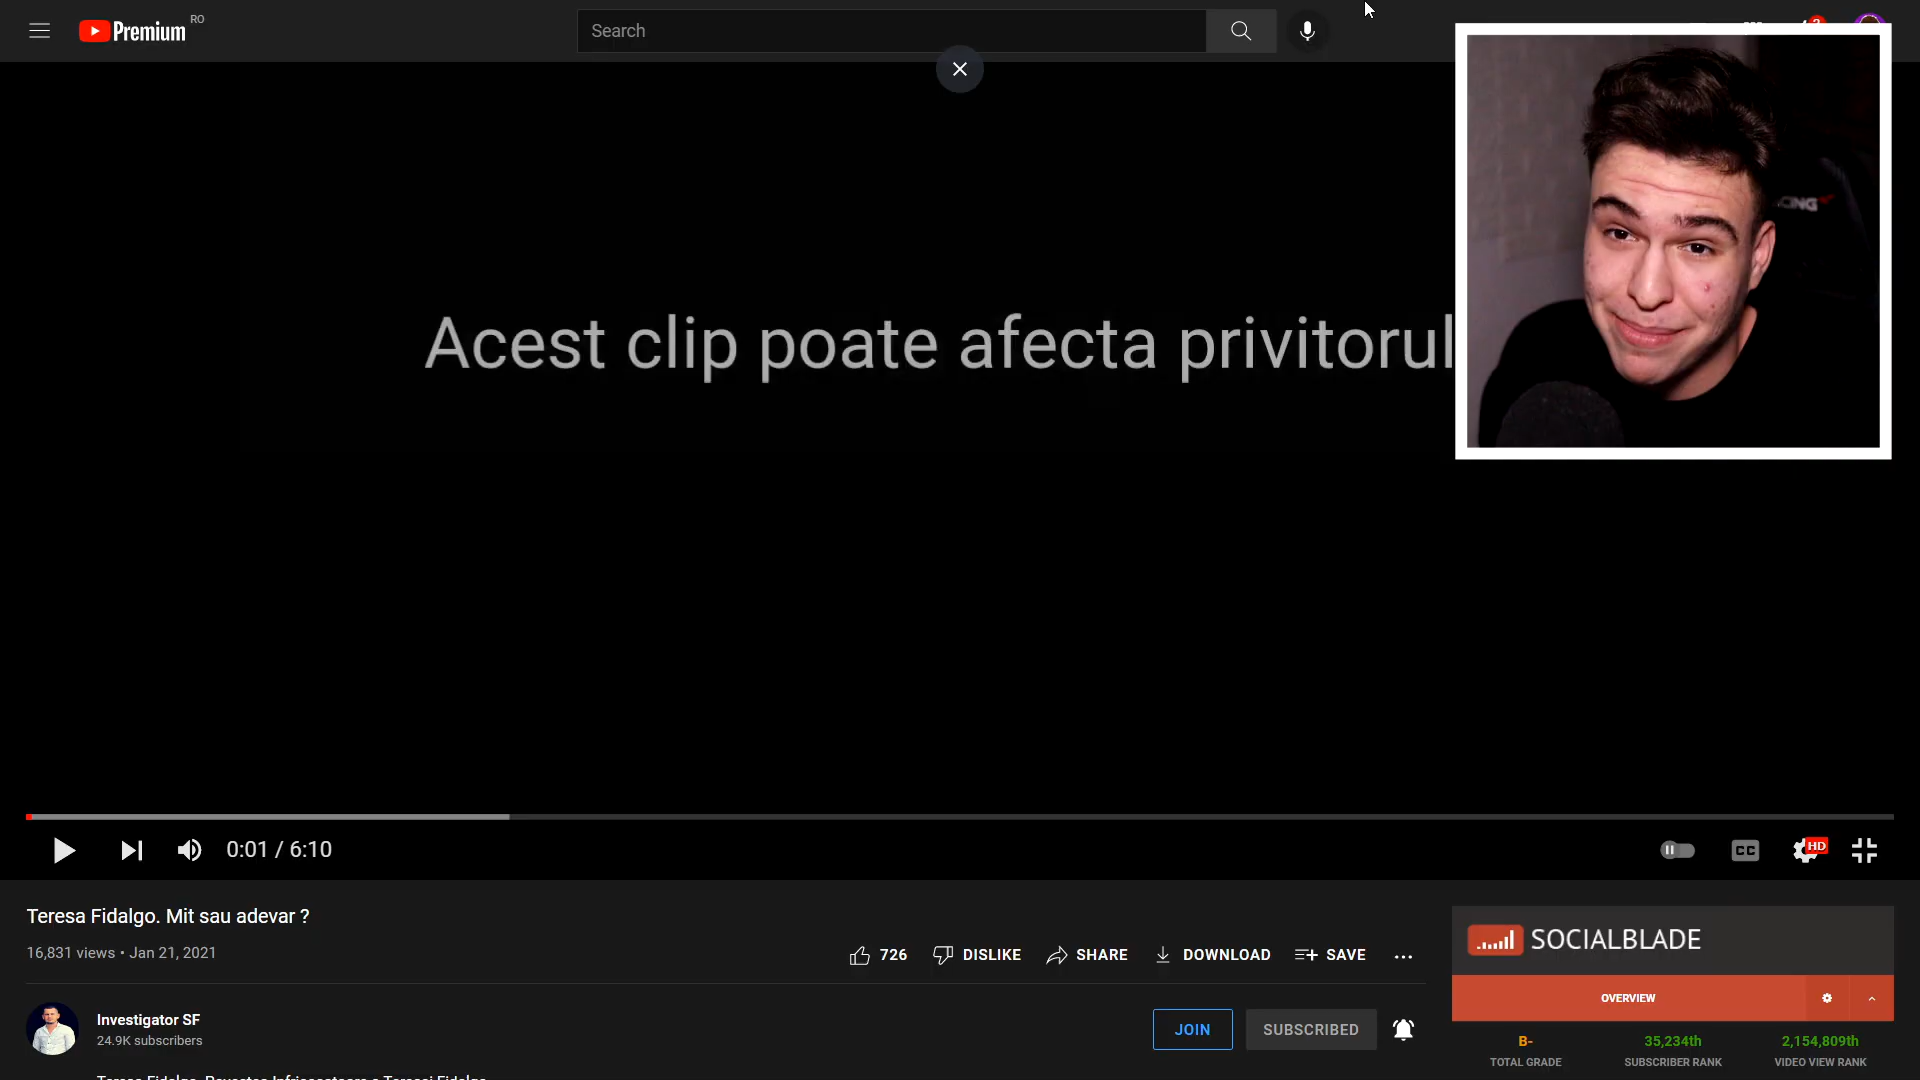 Premium RO
Search
Acest clip poate afecta privitorul
CING
0:01 / 6:10
CC
HD
Teresa Fidalgo. Mit sau adevar ?
16,831 views • Jan 21, 2021
726
DISLIKE
SHARE
DOWNLOAD
SAVE
...
SOCIALBLADE
OVERVIEW
Investigator SF
24.9K subscribers
JOIN
SUBSCRIBED
B-
35,234th
2,154,809th
TOTAL GRADE
SUBSCRIBER RANK
VIDEO VIEW RANK